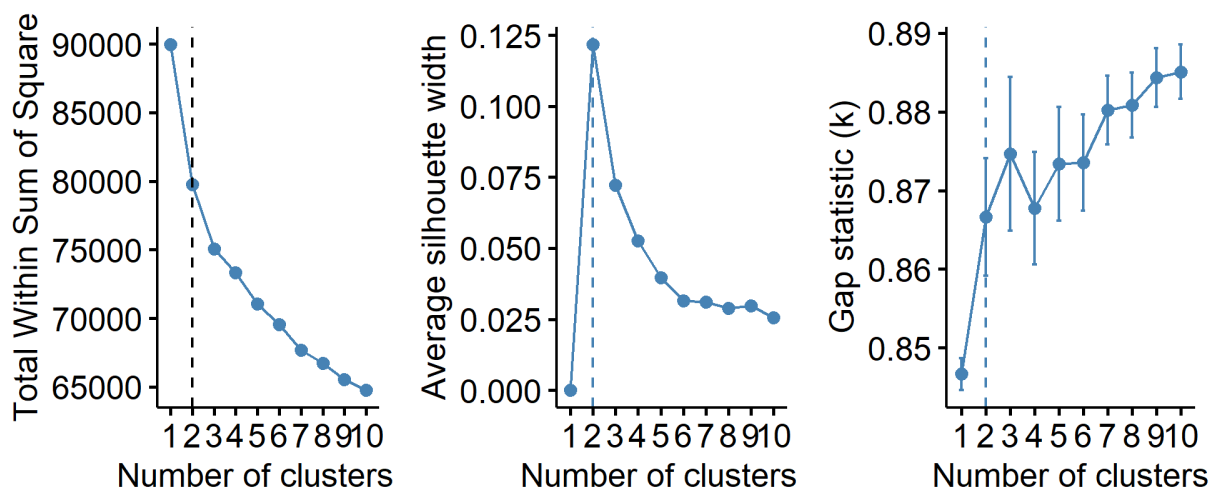 Total Within Sum of Square
90000
85000
80000
75000
70000
65000
1 2 3 4 5 6 7 8 9 10
Number of clusters
Average silhouette width
0.125
0.100
0.075
0.050
0.025
0.000
1 2 3 4 5 6 7 8 9 10
Number of clusters
Gap statistic (k)
0.89
0.88
0.87
0.86
0.85
1 2 3 4 5 6 7 8 9 10
Number of clusters